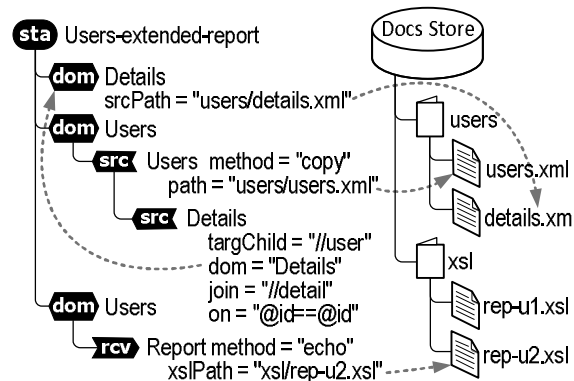 sta Users-extended-report
dom Details
srcPath = "users/details.xml"
dom Users
src Users method = "copy"
path = "users/users.xml"
src Details
targChild = "//user"
dom = "Details"
join = "//detail"
on = "@id==@id"
dom Users
rcv Report method = "echo"
xslPath = "xsl/rep-u2.xsl"
Docs Store
users
users.xml
details.xm
xsl
rep-u1.xsl
rep-u2.xsl